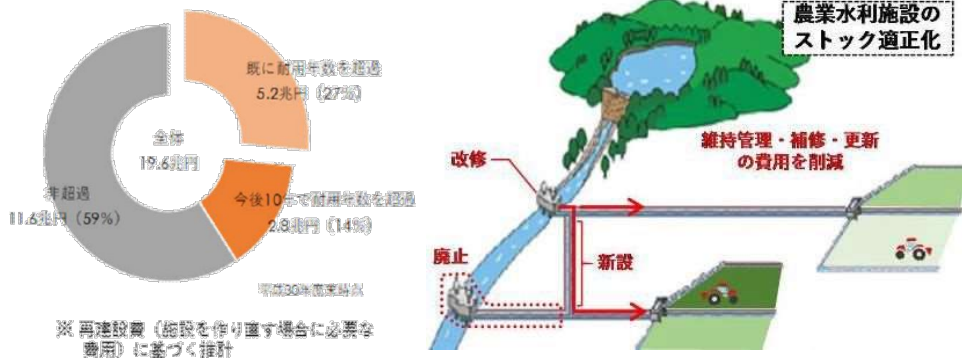 既に耐用年数を超過
5.2兆円（27%）
全体
19.6兆円
非超過
11.6兆円（59%）
今後10年で耐用年数を超過
2.8兆円（14%）
※ 再建設費（施設を作り直す場合に必要な
費用）に基づく推計
農業水利施設の
ストック適正化
維持管理・補修・更新
の費用を削減
改修
廃止
新設